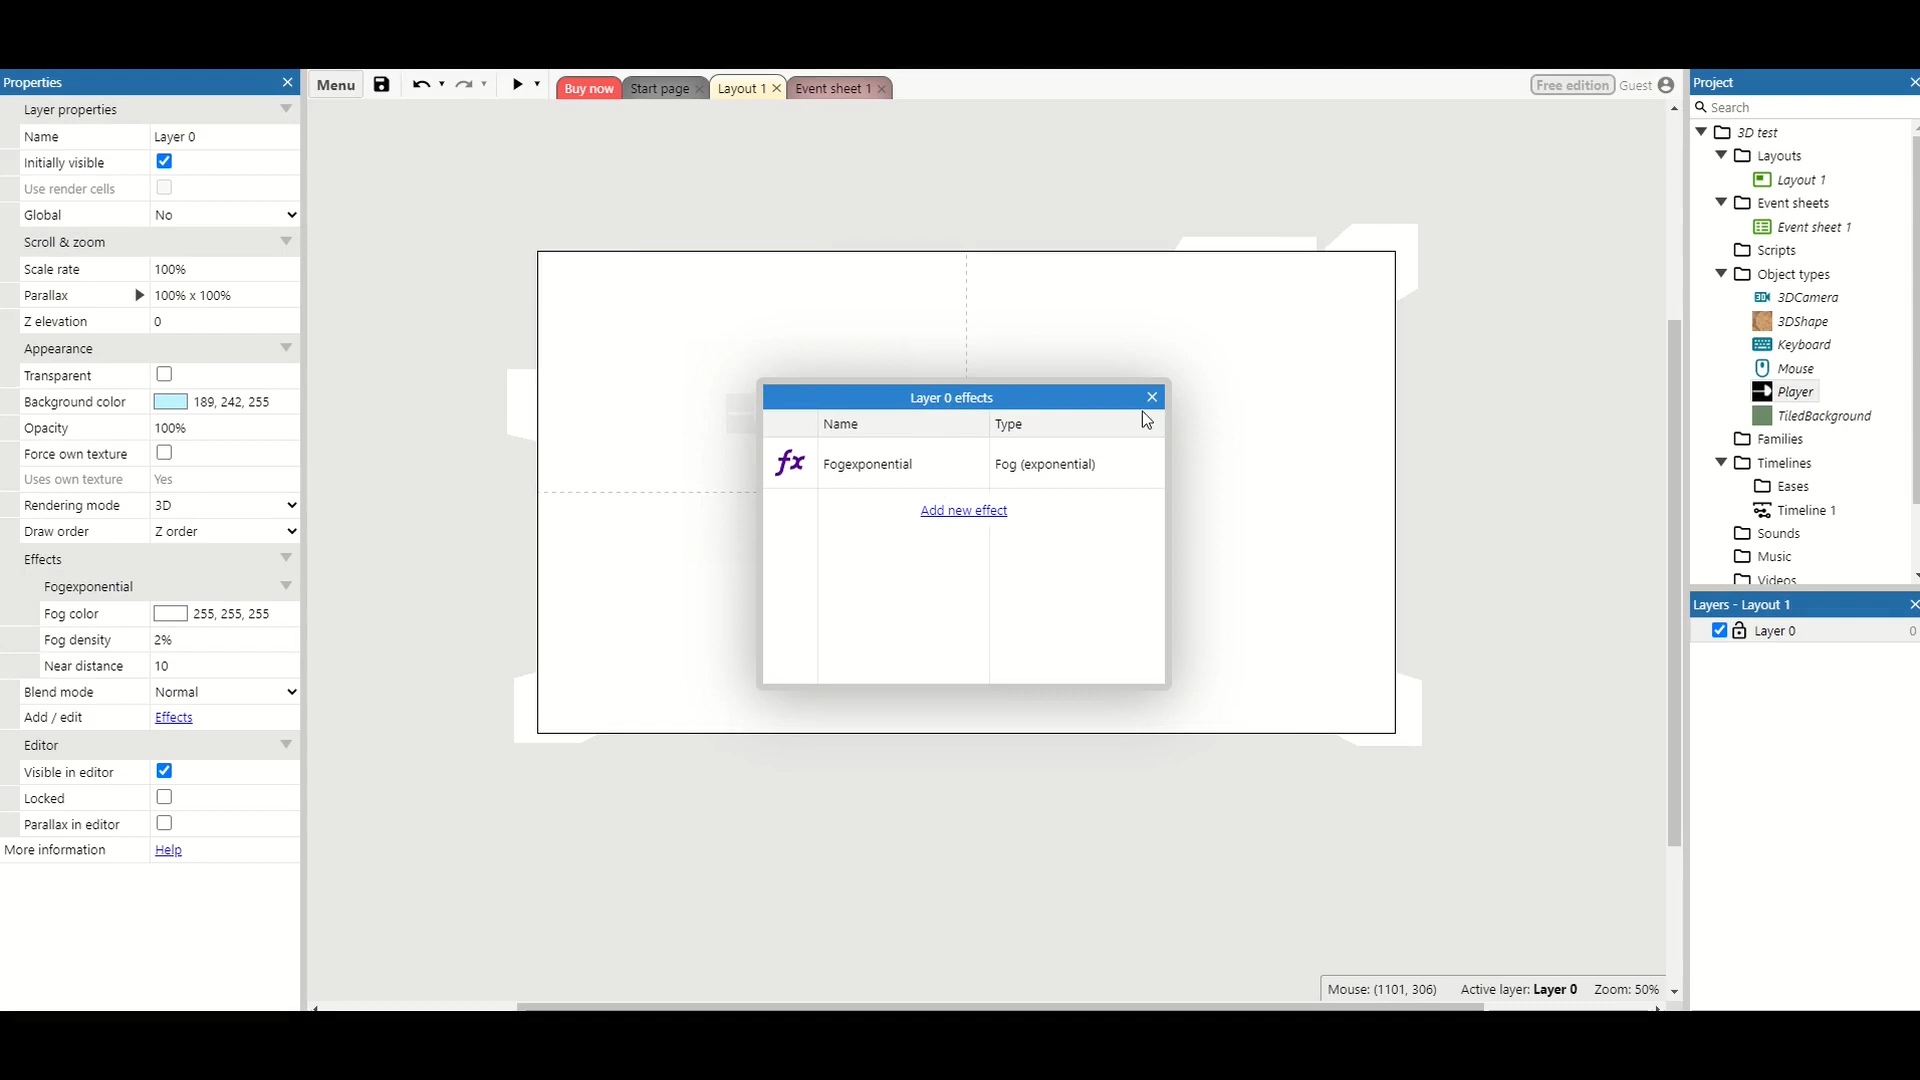 Properties
Layer properties
Name Layer 0
Initially visible
Use render cells
Global No
Scroll & zoom
Scale rate 100%
Parallax 100% x 100%
Z elevation 0
Appearance
Transparent
Background color 189, 242, 255
Opacity 100%
Force own texture
Uses own texture Yes
Rendering mode 3D
Draw order Z order
Effects
Fogexponential
Fog color 255, 255, 255
Fog density 2%
Near distance 10
Blend mode Normal
Add / edit Effects
Editor
Visible in editor
Locked
Parallax in editor
More information Help
Menu
Buy now
Start page
Layout 1
Event sheet 1
Free edition
Guest
Layer 0 effects
Name Type
fx Fogexponential Fog (exponential)
Add new effect
Mouse: (1101, 306) Active layer: Layer 0 Zoom: 50%
Project
Search
3D test
Layouts
Layout 1
Event sheets
Event sheet 1
Scripts
Object types
3DCamera
3DShape
Keyboard
Mouse
Player
TiledBackground
Families
Timelines
Eases
Timeline 1
Sounds
Music
Videos
Layers - Layout 1
Layer 0 0